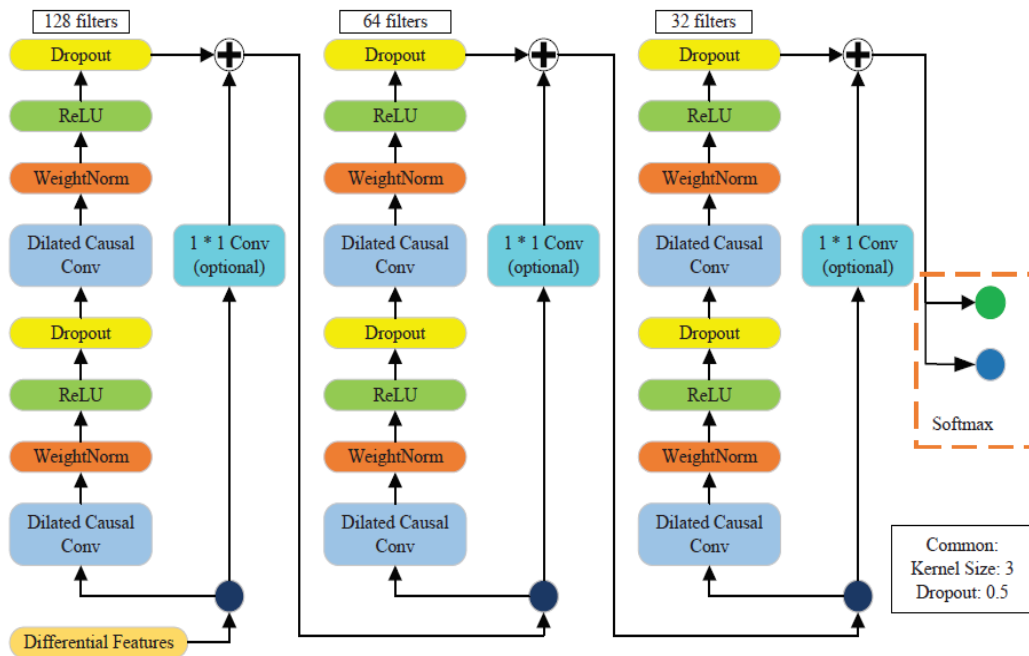 128 filters
Dropout
ReLU
WeightNorm
Dilated Causal
Conv
1 * 1 Conv
(optional)
Dropout
ReLU
WeightNorm
Dilated Causal
Conv
Differential Features
64 filters
Dropout
ReLU
WeightNorm
Dilated Causal
Conv
1 * 1 Conv
(optional)
Dropout
ReLU
WeightNorm
Dilated Causal
Conv
32 filters
Dropout
ReLU
WeightNorm
Dilated Causal
Conv
1 * 1 Conv
(optional)
Dropout
ReLU
WeightNorm
Dilated Causal
Conv
Softmax
Common:
Kernel Size: 3
Dropout: 0.5